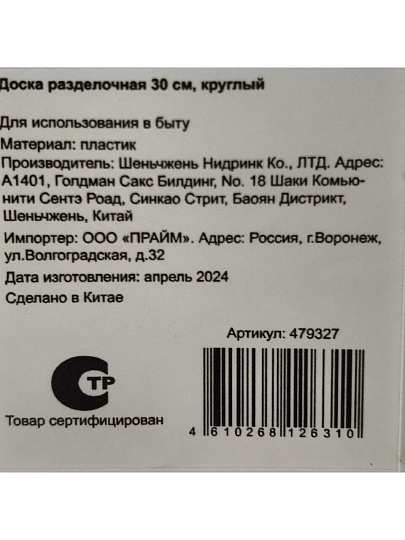 Доска разделочная 30 см, круглый
Для использования в быту
Материал: пластик
Производитель: Шеньчжень Нидринк Ко., ЛТД. Адрес:
А1401, Голдман Сакс Билдинг, No. 18 Шаки Комью-
нити Сентэ Роад, Синкао Стрит, Баоян Дистрикт,
Шеньчжень, Китай
Импортер: ООО «ПРАЙМ». Адрес: Россия, г.Воронеж,
ул.Волгоградская, д.32
Дата изготовления: апрель 2024
Сделано в Китае
Артикул: 479327
СТР
Товар сертифицирован
4 610268 126310